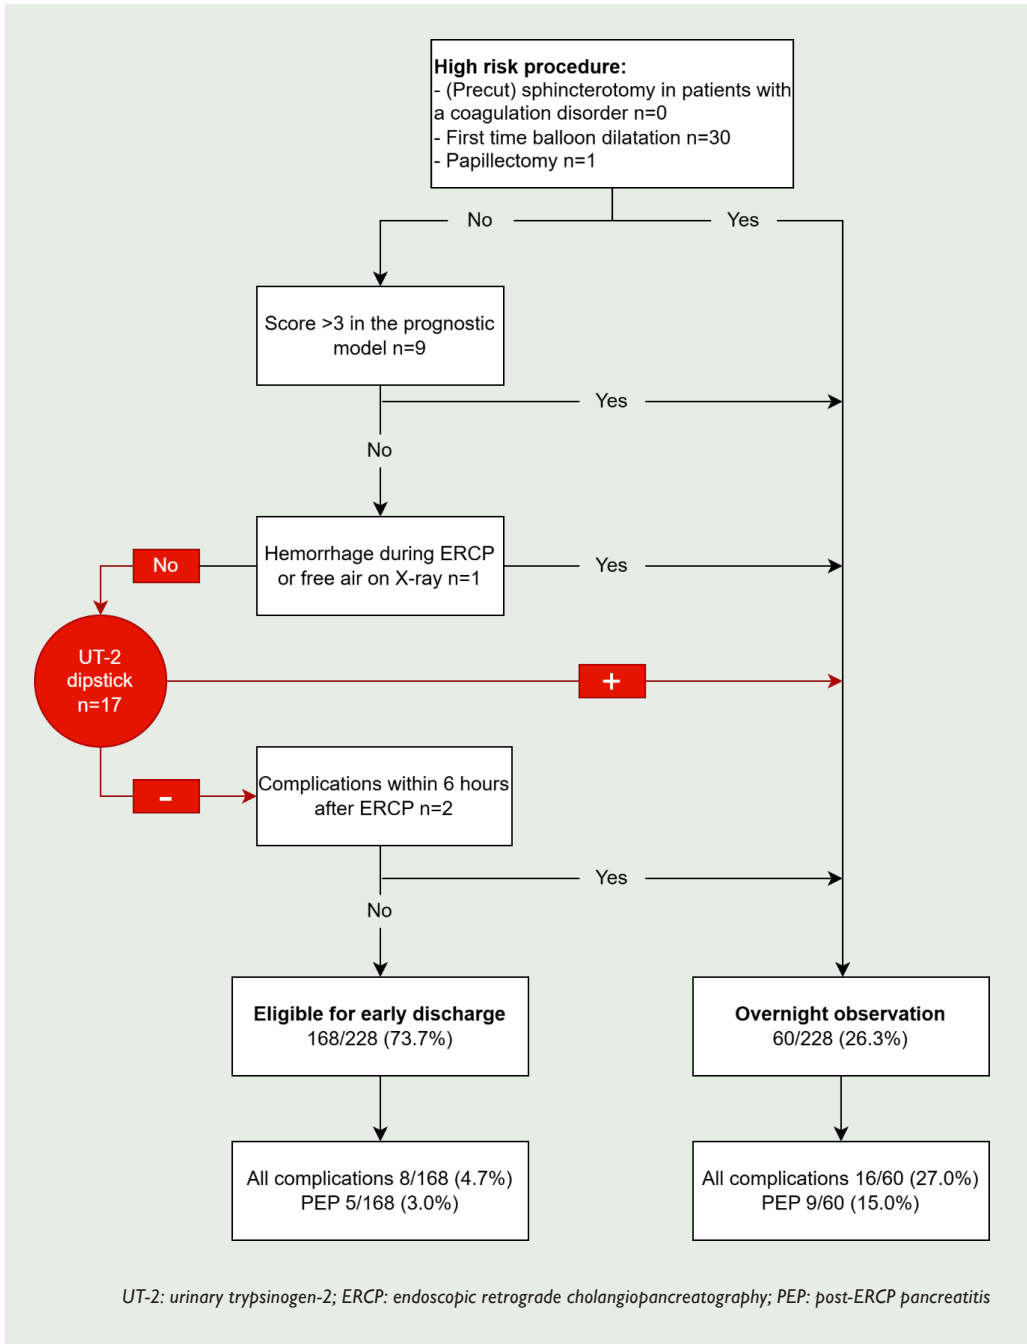 High risk procedure:
- (Precut) sphincterotomy in patients with
a coagulation disorder n=0
- First time balloon dilatation n=30
- Papillectomy n=1
No
Yes
Score >3 in the prognostic
model n=9
Yes
No
Hemorrhage during ERCP
or free air on X-ray n=1
No
Yes
UT-2
dipstick
n=17
+
-
Complications within 6 hours
after ERCP n=2
Yes
No
Eligible for early discharge
168/228 (73.7%)
Overnight observation
60/228 (26.3%)
All complications 8/168 (4.7%)
PEP 5/168 (3.0%)
All complications 16/60 (27.0%)
PEP 9/60 (15.0%)
UT-2: urinary trypsinogen-2; ERCP: endoscopic retrograde cholangiopancreatography; PEP: post-ERCP pancreatitis